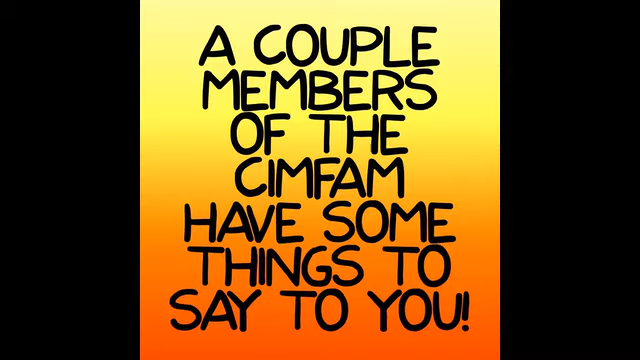 A COUPLE
MEMBERS
OF THE
CIMFAM
HAVE SOME
THINGS TO
SAY TO YOU!